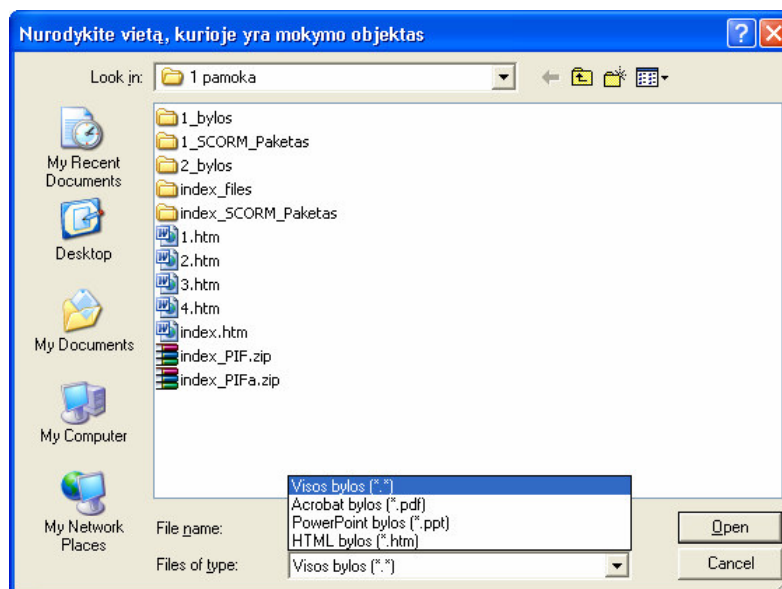 Nurodykite vietą, kurioje yra mokymo objektas
Look in: 1 pamoka
My Recent
Documents
Desktop
My Documents
My Computer
My Network
Places
1_bylos
1_SCORM_Paketas
2_bylos
index_files
index_SCORM_Paketas
1.htm
2.htm
3.htm
4.htm
index.htm
index_PIF.zip
index_PIFa.zip
Visos bylos (*.*)
Acrobat bylos (*.pdf)
PowerPoint bylos (*.ppt)
HTML bylos (*.htm)
File name:
Open
Files of type: Visos bylos (*.*)
Cancel